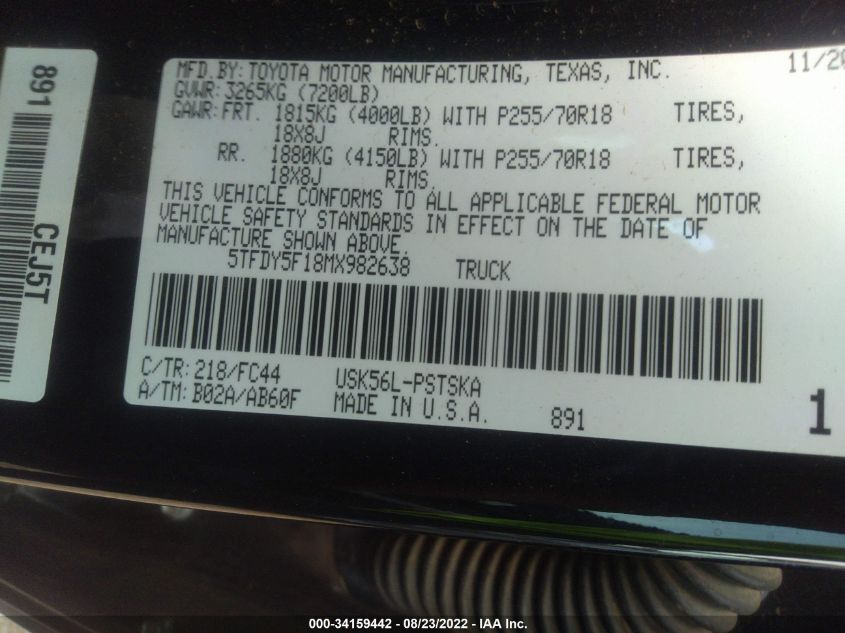 MFD.BY: TOYOTA MOTOR MANUFACTURING, TEXAS, INC. 11/20
GVWR: 3265KG (7200LB)
GAWR: FRT. 1815KG (4000LB) WITH P255/70R18 TIRES,
18X8J RIMS.
RR. 1880KG (4150LB) WITH P255/70R18 TIRES,
18X8J RIMS.
THIS VEHICLE CONFORMS TO ALL APPLICABLE FEDERAL MOTOR
VEHICLE SAFETY STANDARDS IN EFFECT ON THE DATE OF
MANUFACTURE SHOWN ABOVE.
5TFDY5F18MX982638 TRUCK
C/TR: 218/FC44 USK56L-PSTSKA
A/TM: B02A/AB60F MADE IN U.S.A. 891 1
891 CEJ5T
000-34159442 - 08/23/2022 - IAA Inc.